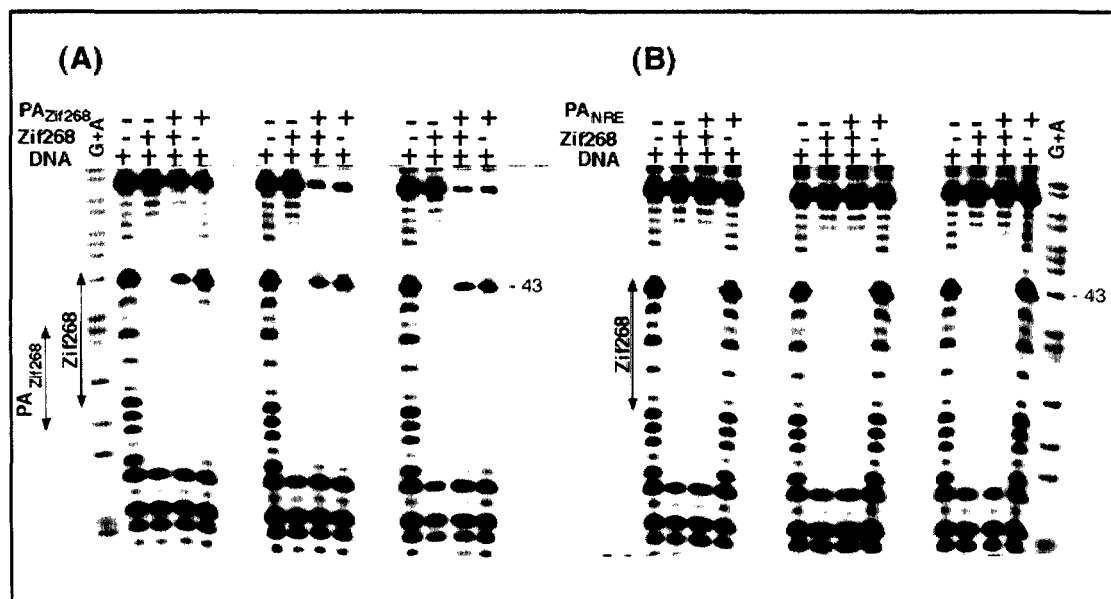 (A)
PAZif268 - - + + - - + + - - + +
Zif268 - + + - - + + - - + + -
DNA + + + + + + + + + + + +
G+A
Zif268
PAZif268
- 43
(B)
PANRE - - + + - - + + - - + +
Zif268 - + + - - + + - - + + -
DNA + + + + + + + + + + + +
G+A
Zif268
- 43